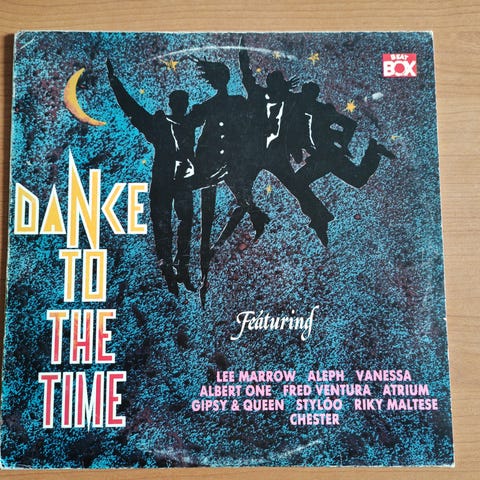 BEAT
BOX
DANCE
TO
THE
TIME
Featuring
LEE MARROW ALEPH VANESSA
ALBERT ONE FRED VENTURA ATRIUM
GIPSY & QUEEN STYLOO RIKY MALTESE
CHESTER